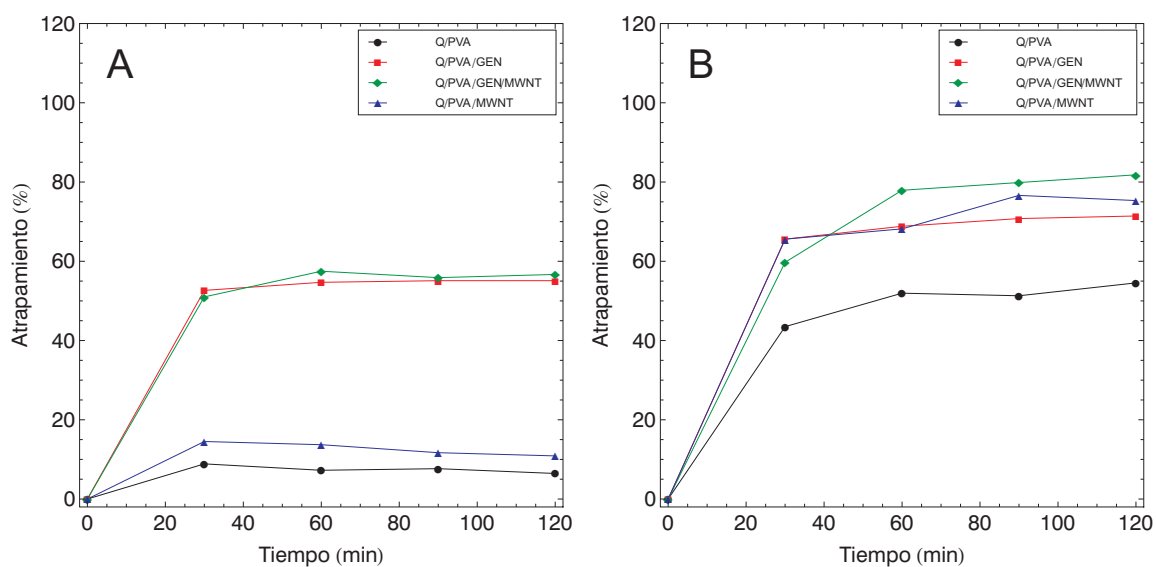 A
Q/PVA
Q/PVA/GEN
Q/PVA/GEN/MWNT
Q/PVA/MWNT
120
100
80
60
40
20
0
Atrapamiento (%)
0 20 40 60 80 100 120
Tiempo (min)
B
Q/PVA
Q/PVA/GEN
Q/PVA/GEN/MWNT
Q/PVA/MWNT
120
100
80
60
40
20
0
Atrapamiento (%)
0 20 40 60 80 100 120
Tiempo (min)